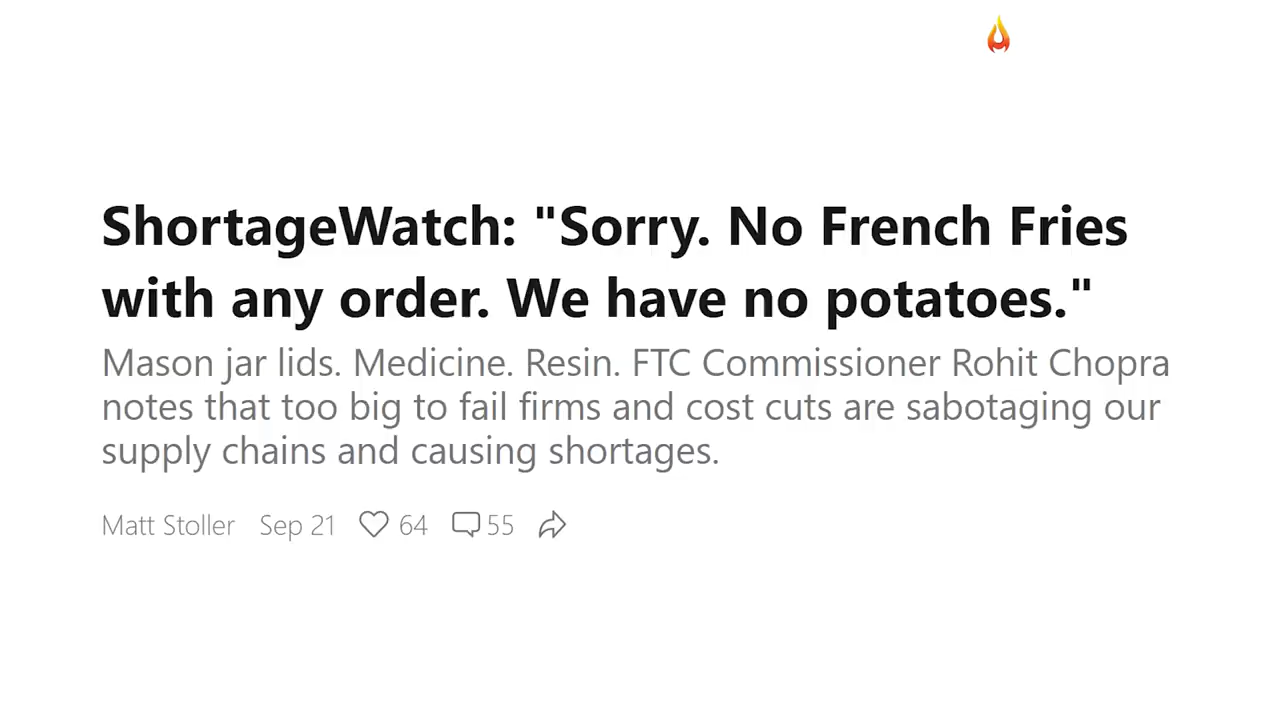 ShortageWatch: "Sorry. No French Fries
with any order. We have no potatoes."
Mason jar lids. Medicine. Resin. FTC Commissioner Rohit Chopra
notes that too big to fail firms and cost cuts are sabotaging our
supply chains and causing shortages.
Matt Stoller Sep 21 64 55